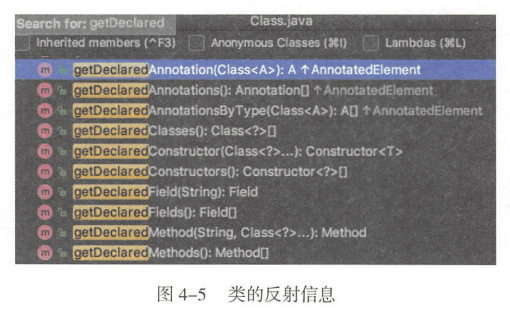 Search for: getDeclared Class.java
Inherited members (^F3) Anonymous Classes (⌘I) Lambdas (⌘L)
m getDeclaredAnnotation(Class<A>): A ↑AnnotatedElement
m getDeclaredAnnotations(): Annotation[] ↑AnnotatedElement
m getDeclaredAnnotationsByType(Class<A>): A[] ↑AnnotatedElement
m getDeclaredClasses(): Class<?>[]
m getDeclaredConstructor(Class<?>...): Constructor<T>
m getDeclaredConstructors(): Constructor<?>[]
m getDeclaredField(String): Field
m getDeclaredFields(): Field[]
m getDeclaredMethod(String, Class<?>...): Method
m getDeclaredMethods(): Method[]
图 4-5 类的反射信息